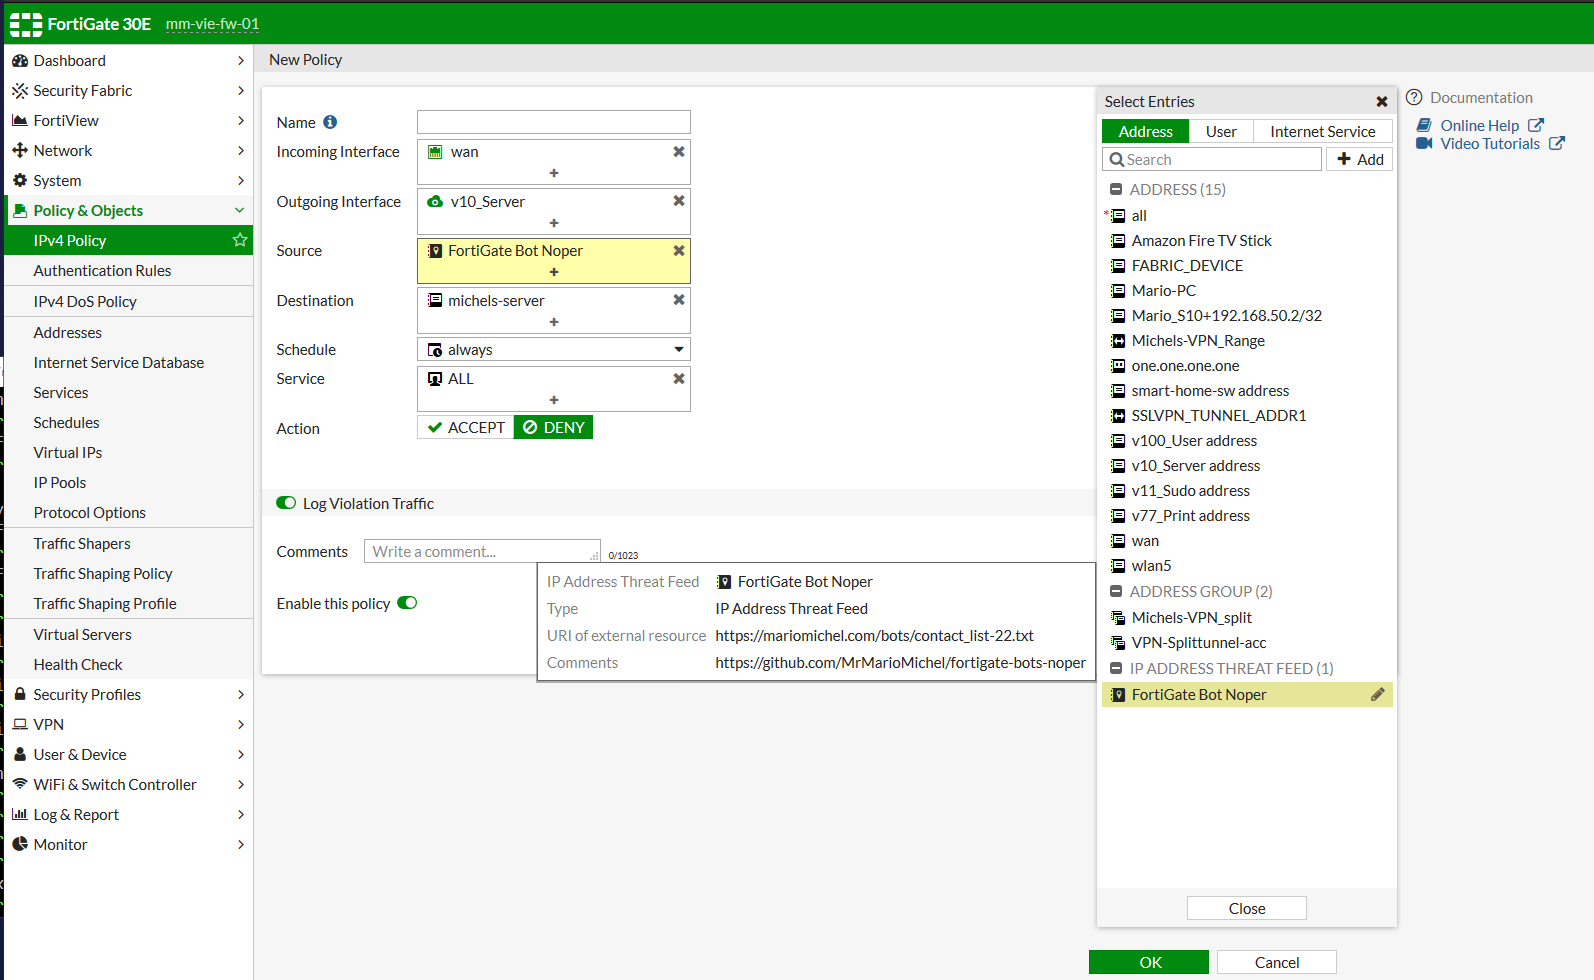 FortiGate 30E mm-vie-fw-01
Dashboard
Security Fabric
FortiView
Network
System
Policy & Objects
IPv4 Policy
Authentication Rules
IPv4 DoS Policy
Addresses
Internet Service Database
Services
Schedules
Virtual IPs
IP Pools
Protocol Options
Traffic Shapers
Traffic Shaping Policy
Traffic Shaping Profile
Virtual Servers
Health Check
Security Profiles
VPN
User & Device
WiFi & Switch Controller
Log & Report
Monitor
New Policy
Name
Incoming Interface wan
+
Outgoing Interface v10_Server
+
Source FortiGate Bot Noper
+
Destination michels-server
+
Schedule always
Service ALL
+
Action ACCEPT DENY
Log Violation Traffic
Comments Write a comment... 0/1023
Enable this policy
IP Address Threat Feed FortiGate Bot Noper
Type IP Address Threat Feed
URI of external resource https://mariomichel.com/bots/contact_list-22.txt
Comments https://github.com/MrMarioMichel/fortigate-bots-noper
Select Entries
Address User Internet Service
Search + Add
ADDRESS (15)
* all
Amazon Fire TV Stick
FABRIC_DEVICE
Mario-PC
Mario_S10+192.168.50.2/32
Michels-VPN_Range
one.one.one.one
smart-home-sw address
SSLVPN_TUNNEL_ADDR1
v100_User address
v10_Server address
v11_Sudo address
v77_Print address
wan
wlan5
ADDRESS GROUP (2)
Michels-VPN_split
VPN-Splittunnel-acc
IP ADDRESS THREAT FEED (1)
FortiGate Bot Noper
Close
OK Cancel
Documentation
Online Help
Video Tutorials